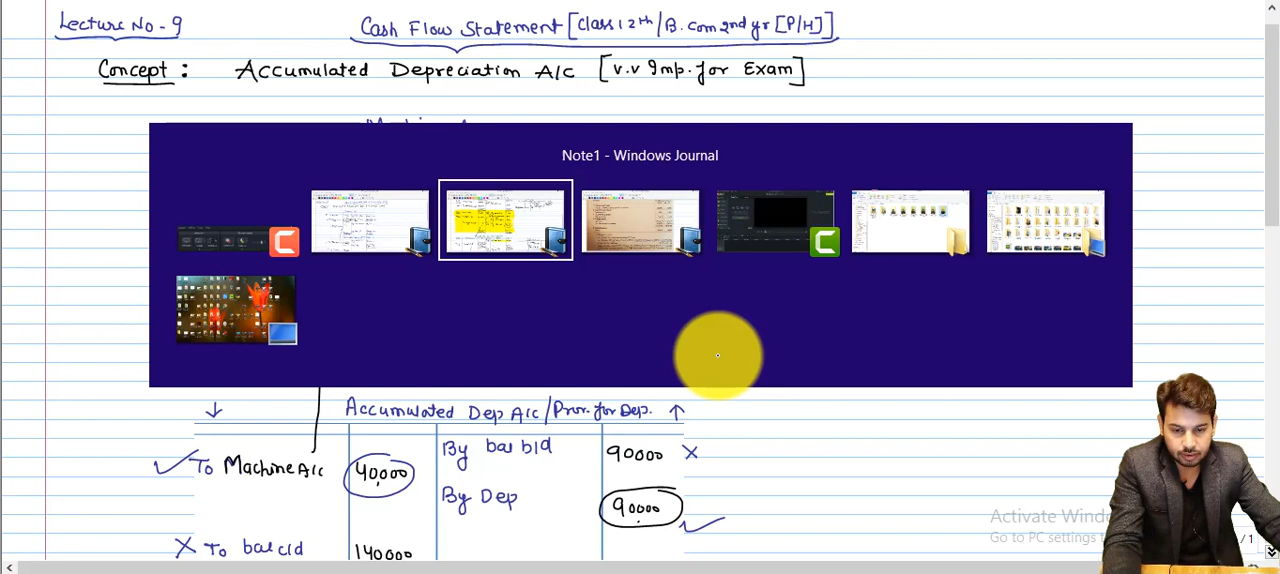 Lecture No-9
Cash Flow Statement [Class 12th/B.com 2nd yr [P/H]]
Concept : Accumulated Depreciation A/C [v.v Imp. for Exam]
Note1 - Windows Journal
↓ Accumulated Dep A/C/Prov. for Dep. ↑
To Machine A/c 40,000 By bal b/d 90000 X
By Dep 90000
X To bal c/d 140000
Activate Windo
Go to PC settings t
/ 1